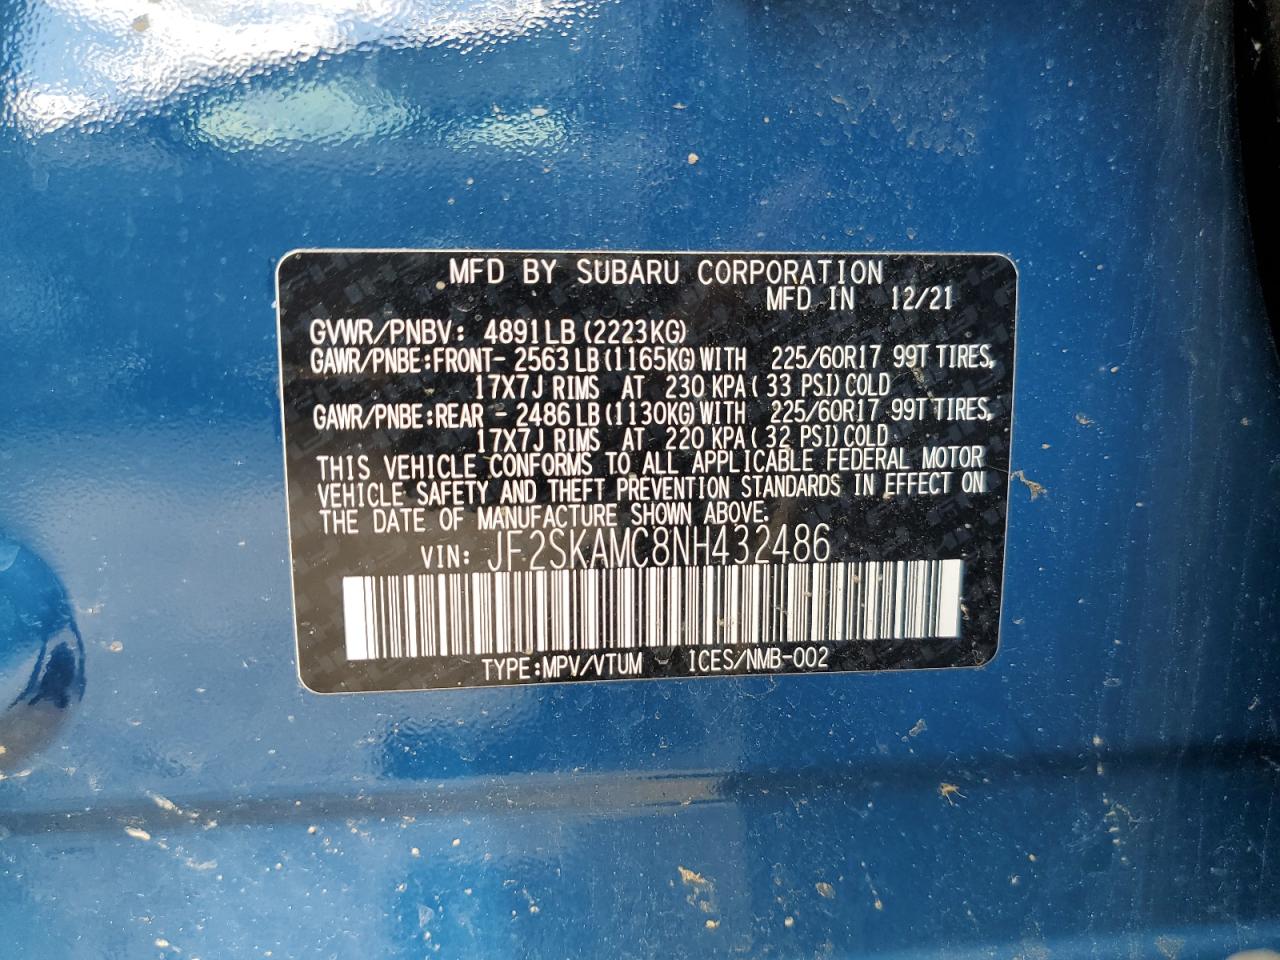 MFD BY SUBARU CORPORATION
MFD IN 12/21
GVWR/PNBV: 4891LB (2223KG)
GAWR/PNBE:FRONT- 2563LB (1165KG) WITH 225/60R17 99T TIRES,
17X7J RIMS AT 230 KPA ( 33 PSI) COLD
GAWR/PNBE:REAR - 2486LB (1130KG) WITH 225/60R17 99T TIRES,
17X7J RIMS AT 220 KPA ( 32 PSI) COLD
THIS VEHICLE CONFORMS TO ALL APPLICABLE FEDERAL MOTOR
VEHICLE SAFETY AND THEFT PREVENTION STANDARDS IN EFFECT ON
THE DATE OF MANUFACTURE SHOWN ABOVE.
VIN: JF2SKAMC8NH432486
TYPE:MPV/VTUM ICES/NMB-002